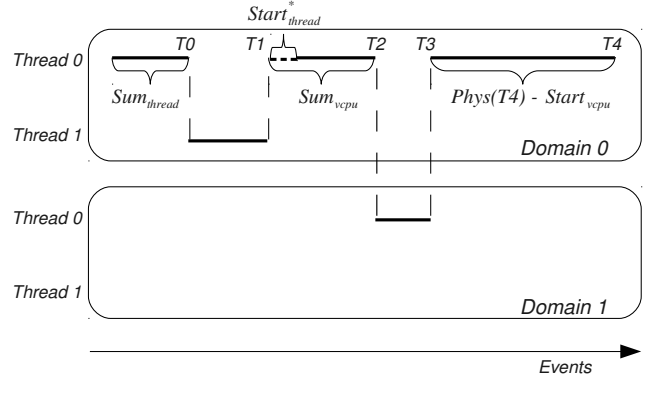 Start*thread
T0 T1 T2 T3 T4
Thread 0
Sumthread Sumvcpu Phys(T4) - Startvcpu
Thread 1
Domain 0
Thread 0
Thread 1
Domain 1
Events